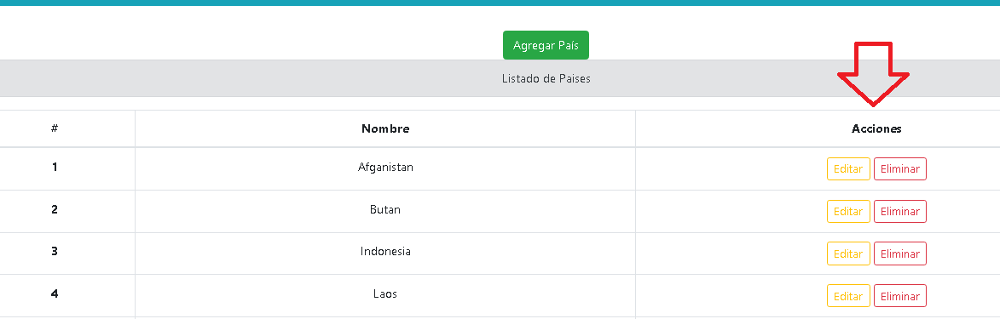 Agregar País
Listado de Paises
# Nombre Acciones
1 Afganistan Editar Eliminar
2 Butan Editar Eliminar
3 Indonesia Editar Eliminar
4 Laos Editar Eliminar